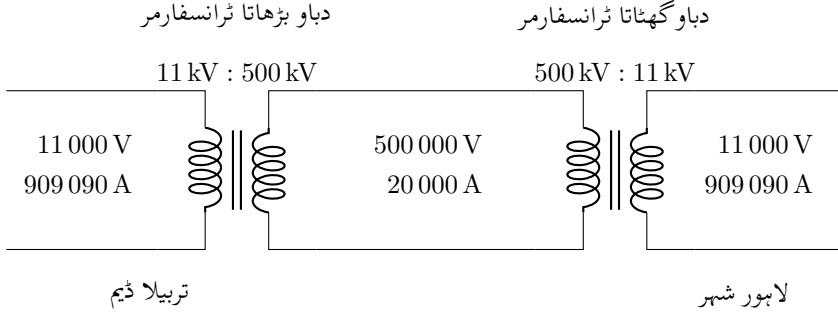 دباو بڑھاتا ٹرانسفارمر
دباو گھٹاتا ٹرانسفارمر
11 kV : 500 kV
500 kV : 11 kV
11 000 V
909 090 A
500 000 V
20 000 A
11 000 V
909 090 A
تربیلا ڈیم
لاہور شہر